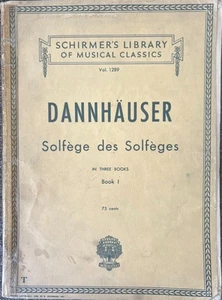 SCHIRMER'S LIBRARY
OF MUSICAL CLASSICS
Vol. 1289
DANNHÄUSER
Solfège des Solfèges
IN THREE BOOKS
Book I
75 cents
T